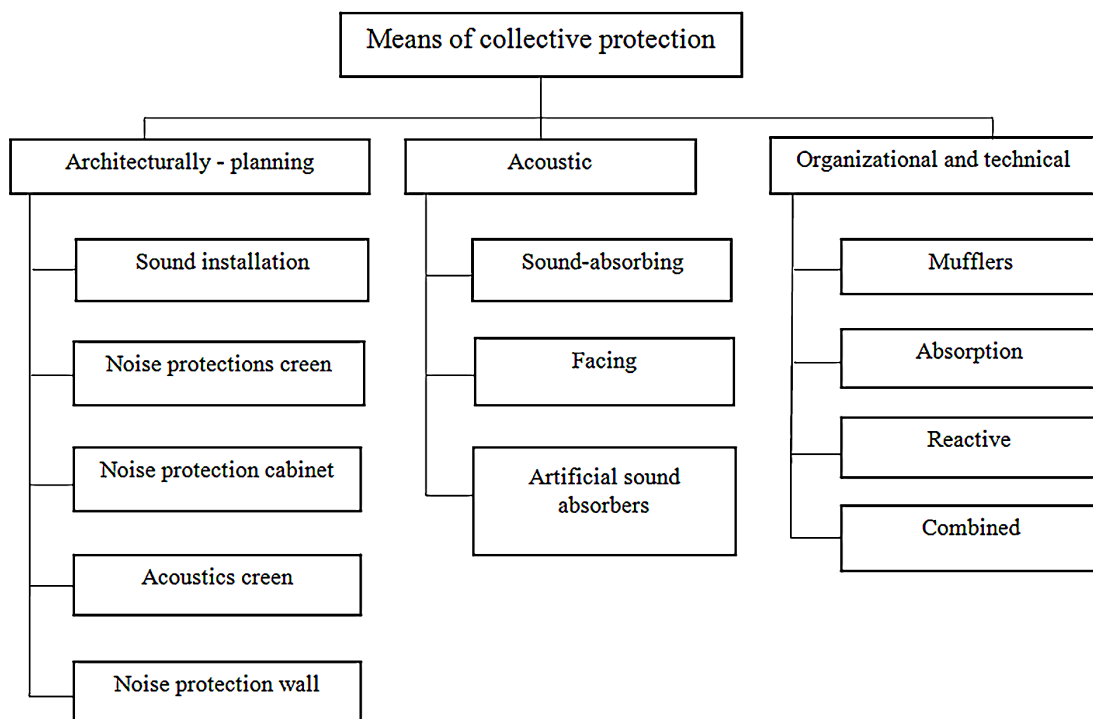 Means of collective protection
Architecturally - planning
Acoustic
Organizational and technical
Sound installation
Noise protections creen
Noise protection cabinet
Acoustics creen
Noise protection wall
Sound-absorbing
Facing
Artificial sound
absorbers
Mufflers
Absorption
Reactive
Combined